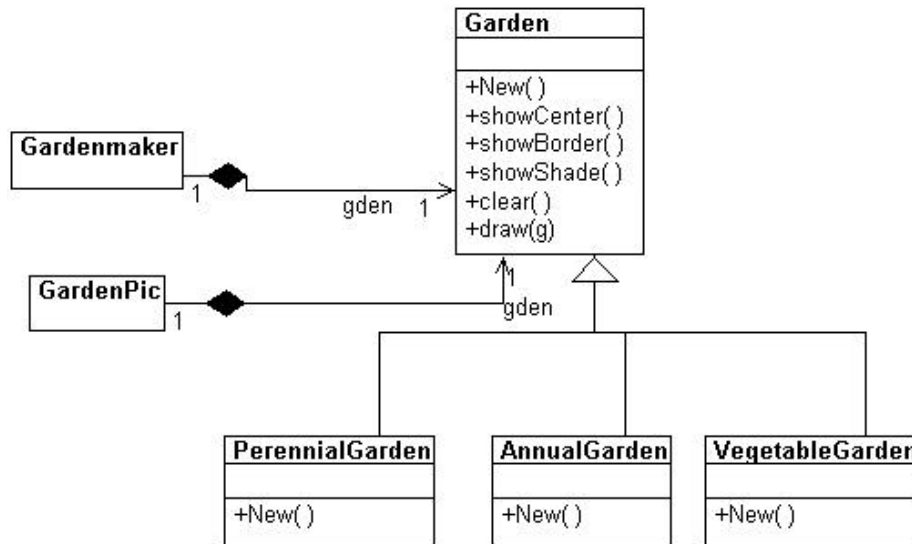 Garden
+New( )
+showCenter( )
+showBorder( )
+showShade( )
+clear( )
+draw(g)
Gardenmaker
1
gden
1
GardenPic
1
1
gden
PerennialGarden
+New( )
AnnualGarden
+New( )
VegetableGarden
+New( )